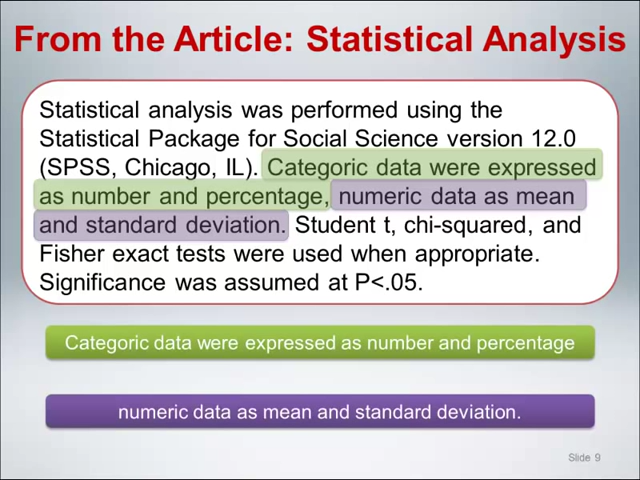 From the Article: Statistical Analysis
Statistical analysis was performed using the
Statistical Package for Social Science version 12.0
(SPSS, Chicago, IL). Categoric data were expressed
as number and percentage, numeric data as mean
and standard deviation. Student t, chi-squared, and
Fisher exact tests were used when appropriate.
Significance was assumed at P<.05.
Categoric data were expressed as number and percentage
numeric data as mean and standard deviation.
Slide 9